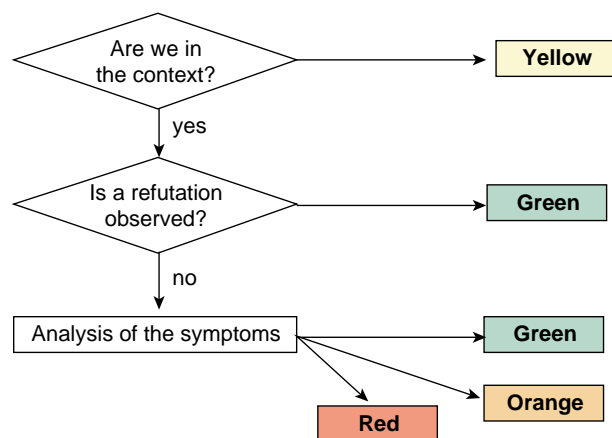 Are we in
the context?
Yellow
yes
Is a refutation
observed?
Green
no
Analysis of the symptoms
Green
Orange
Red